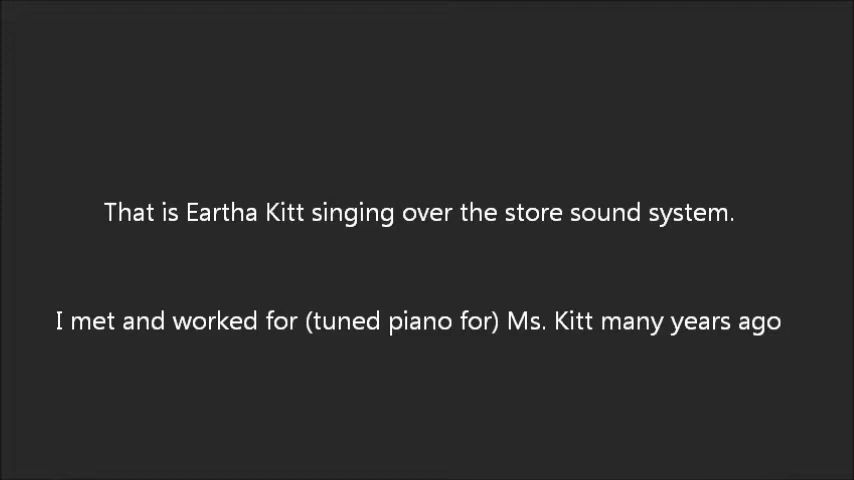 That is Eartha Kitt singing over the store sound system.
I met and worked for (tuned piano for) Ms. Kitt many years ago